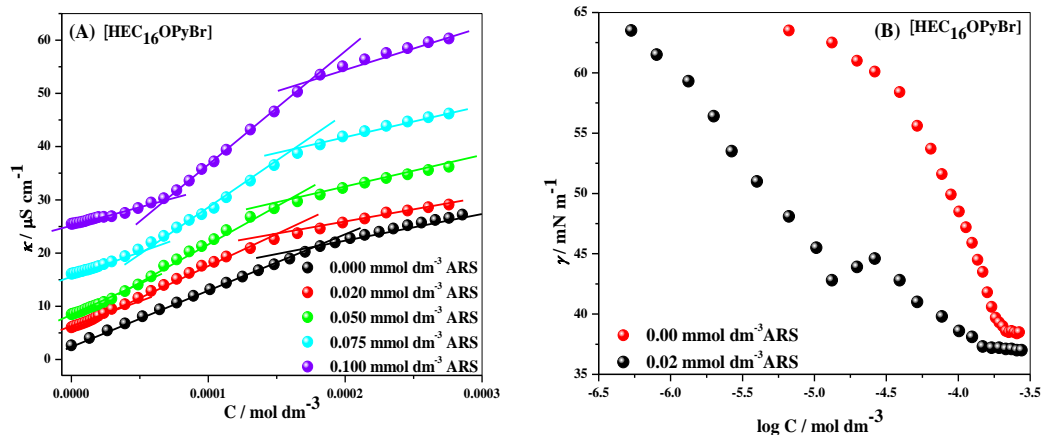 (A)
[HEC16OPyBr]
60
50
40
30
20
10
0
κ / μS cm-1
0.0000
0.0001
0.0002
0.0003
C / mol dm-3
0.000 mmol dm-3 ARS
0.020 mmol dm-3 ARS
0.050 mmol dm-3 ARS
0.075 mmol dm-3 ARS
0.100 mmol dm-3 ARS
(B)
[HEC16OPyBr]
65
60
55
50
45
40
35
γ / mN m-1
-6.5
-6.0
-5.5
-5.0
-4.5
-4.0
-3.5
log C / mol dm-3
0.00 mmol dm-3 ARS
0.02 mmol dm-3 ARS